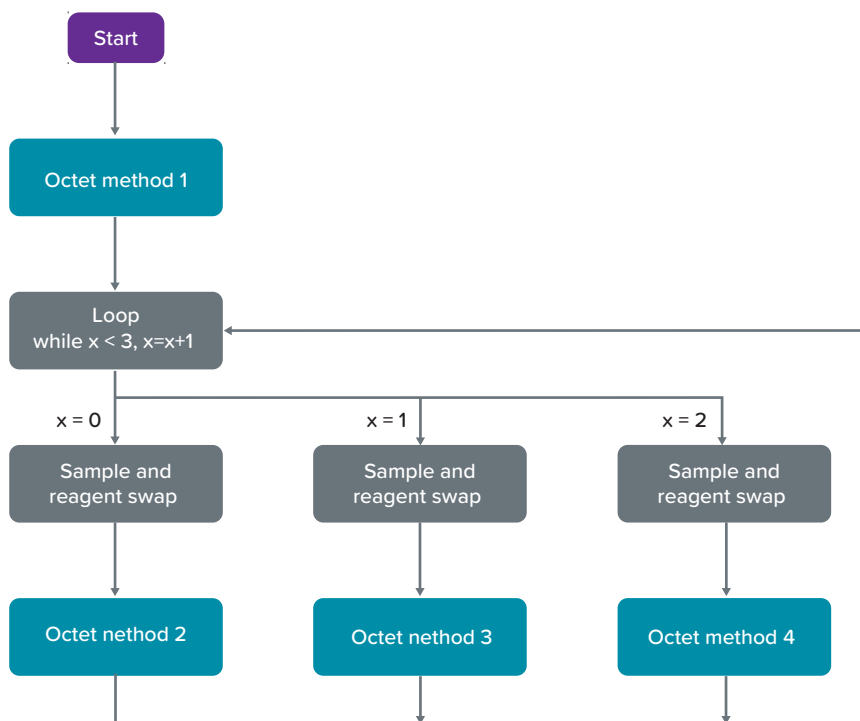 Start
Octet method 1
Loop
while x < 3, x=x+1
x = 0
x = 1
x = 2
Sample and
reagent swap
Sample and
reagent swap
Sample and
reagent swap
Octet nethod 2
Octet nethod 3
Octet method 4